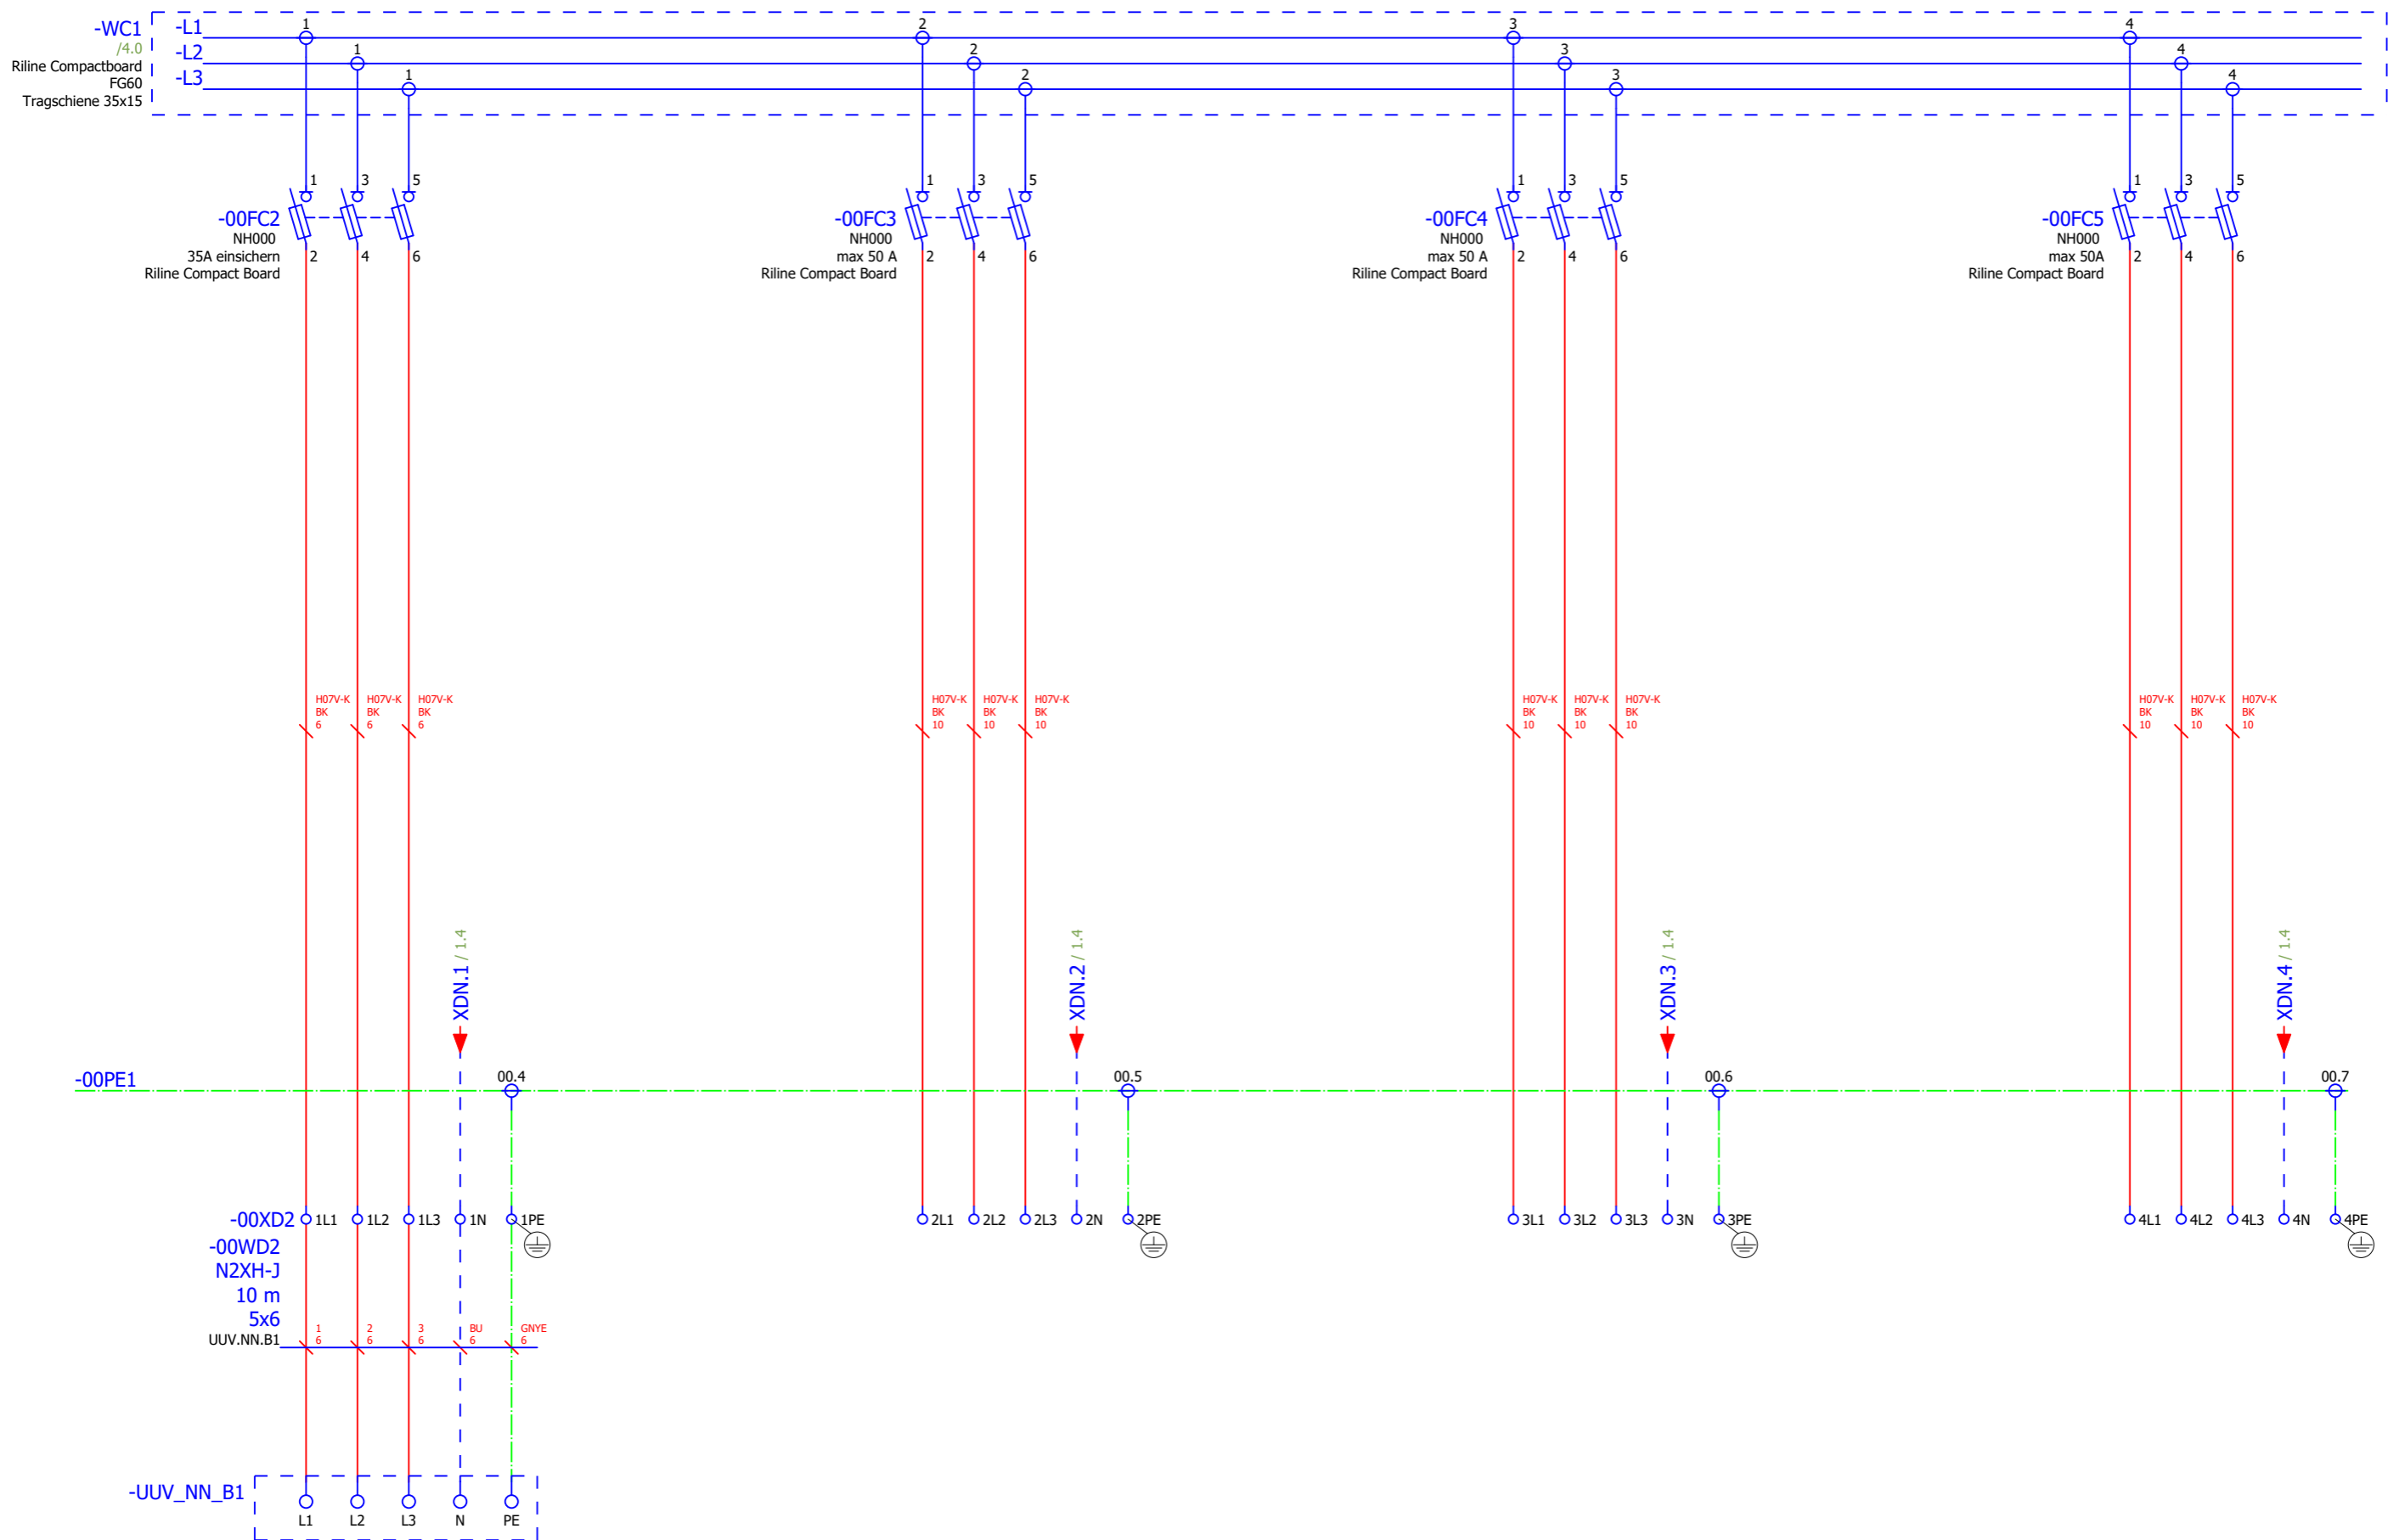 -WC1
/4.0
Riline Compactboard
FG60
Tragschiene 35x15
-L1
-L2
-L3
1
1
1
2
2
2
3
3
3
4
4
4
-00FC2
NH000
35A einsichern
Riline Compact Board
1 3 5
2 4 6
-00FC3
NH000
max 50 A
Riline Compact Board
1 3 5
2 4 6
-00FC4
NH000
max 50 A
Riline Compact Board
1 3 5
2 4 6
-00FC5
NH000
max 50A
Riline Compact Board
1 3 5
2 4 6
H07V-K H07V-K H07V-K
BK BK BK
6 6 6
H07V-K H07V-K H07V-K
BK BK BK
10 10 10
H07V-K H07V-K H07V-K
BK BK BK
10 10 10
H07V-K H07V-K H07V-K
BK BK BK
10 10 10
XDN.1 / 1.4
XDN.2 / 1.4
XDN.3 / 1.4
XDN.4 / 1.4
-00PE1
00.4
00.5
00.6
00.7
-00XD2
1L1 1L2 1L3 1N 1PE
2L1 2L2 2L3 2N 2PE
3L1 3L2 3L3 3N 3PE
4L1 4L2 4L3 4N 4PE
-00WD2
N2XH-J
10 m
5x6
UUV.NN.B1
1 2 3 BU GNYE
6 6 6 6 6
-UUV_NN_B1
L1 L2 L3 N PE